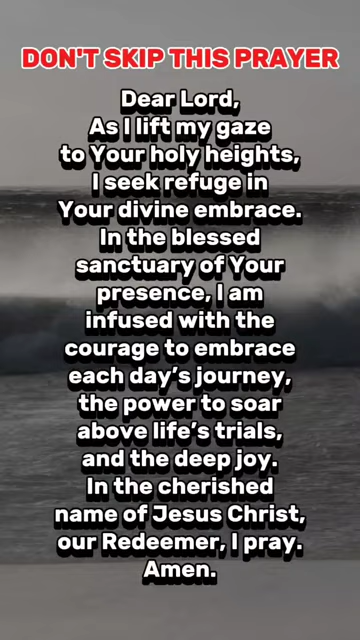 DON'T SKIP THIS PRAYER
Dear Lord,
As I lift my gaze
to Your holy heights,
I seek refuge in
Your divine embrace.
In the blessed
sanctuary of Your
presence, I am
infused with the
courage to embrace
each day’s journey,
the power to soar
above life’s trials,
and the deep joy.
In the cherished
name of Jesus Christ,
our Redeemer, I pray.
Amen.